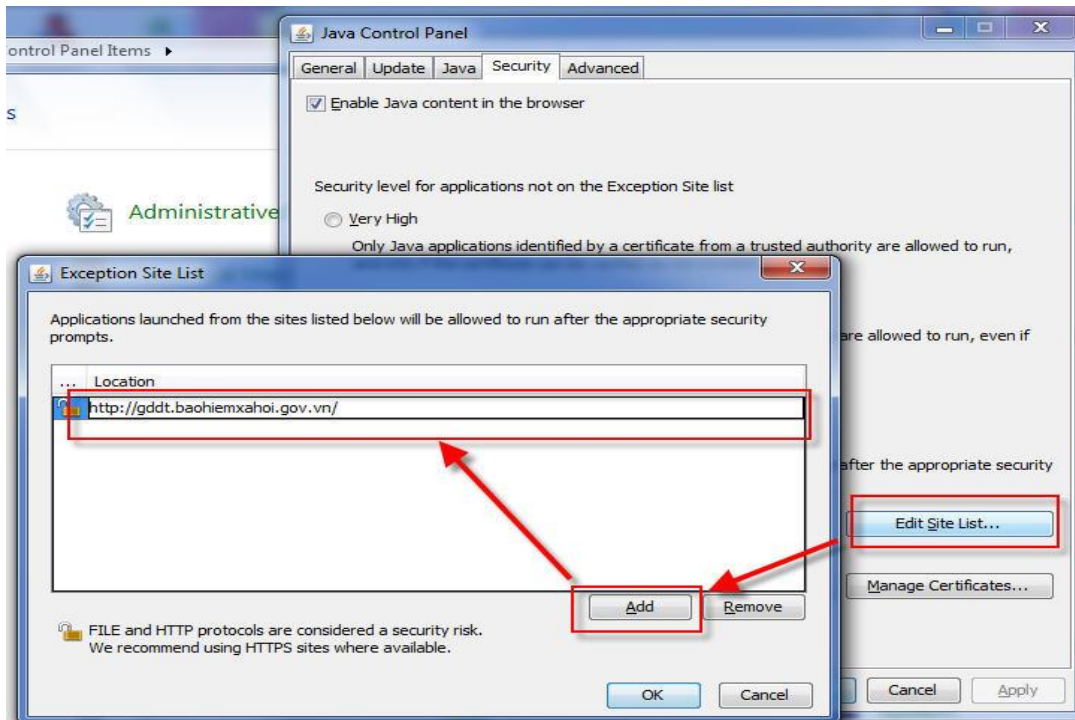 Java Control Panel
ontrol Panel Items
General Update Java Security Advanced
Enable Java content in the browser
s
Security level for applications not on the Exception Site list
Administrative
Very High
Only Java applications identified by a certificate from a trusted authority are allowed to run,
Exception Site List
Applications launched from the sites listed below will be allowed to run after the appropriate security
prompts.
are allowed to run, even if
... Location
http://gddt.baohiemxahoi.gov.vn/
after the appropriate security
Edit Site List...
Manage Certificates...
Add Remove
FILE and HTTP protocols are considered a security risk.
We recommend using HTTPS sites where available.
OK Cancel
Cancel Apply